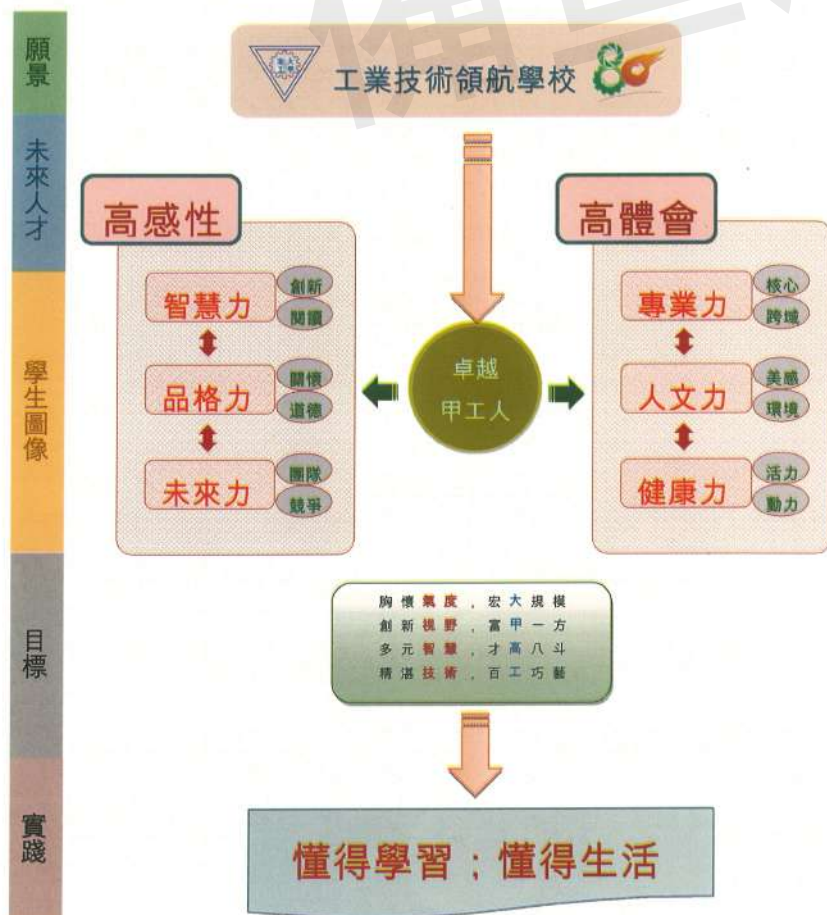 備查
願景
工業技術領航學校
未來人才
高感性
高體會
學生圖像
智慧力
創新
閱讀
品格力
關懷
道德
未來力
團隊
競爭
卓越
甲工人
專業力
核心
跨域
人文力
美感
環境
健康力
活力
動力
目標
胸懷氣度，宏大規模
創新視野，富甲一方
多元智慧，才高八斗
精湛技術，百工巧藝
實踐
懂得學習；懂得生活